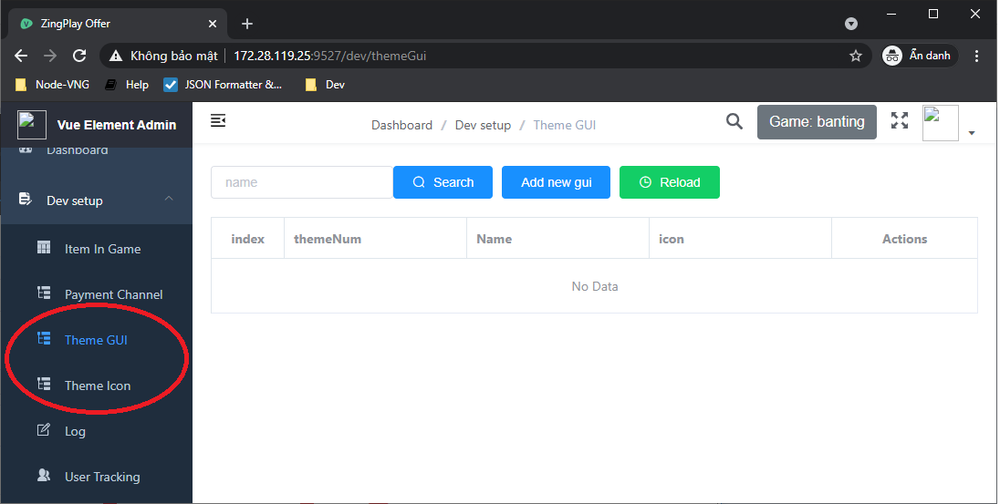 ZingPlay Offer
Không bảo mật 172.28.119.25:9527/dev/themeGui Ẩn danh
Node-VNG Help JSON Formatter &... Dev
Vue Element Admin Dashboard / Dev setup / Theme GUI Game: banting
Dashboard
name Search Add new gui Reload
Dev setup
index themeNum Name icon Actions
Item In Game
No Data
Payment Channel
Theme GUI
Theme Icon
Log
User Tracking